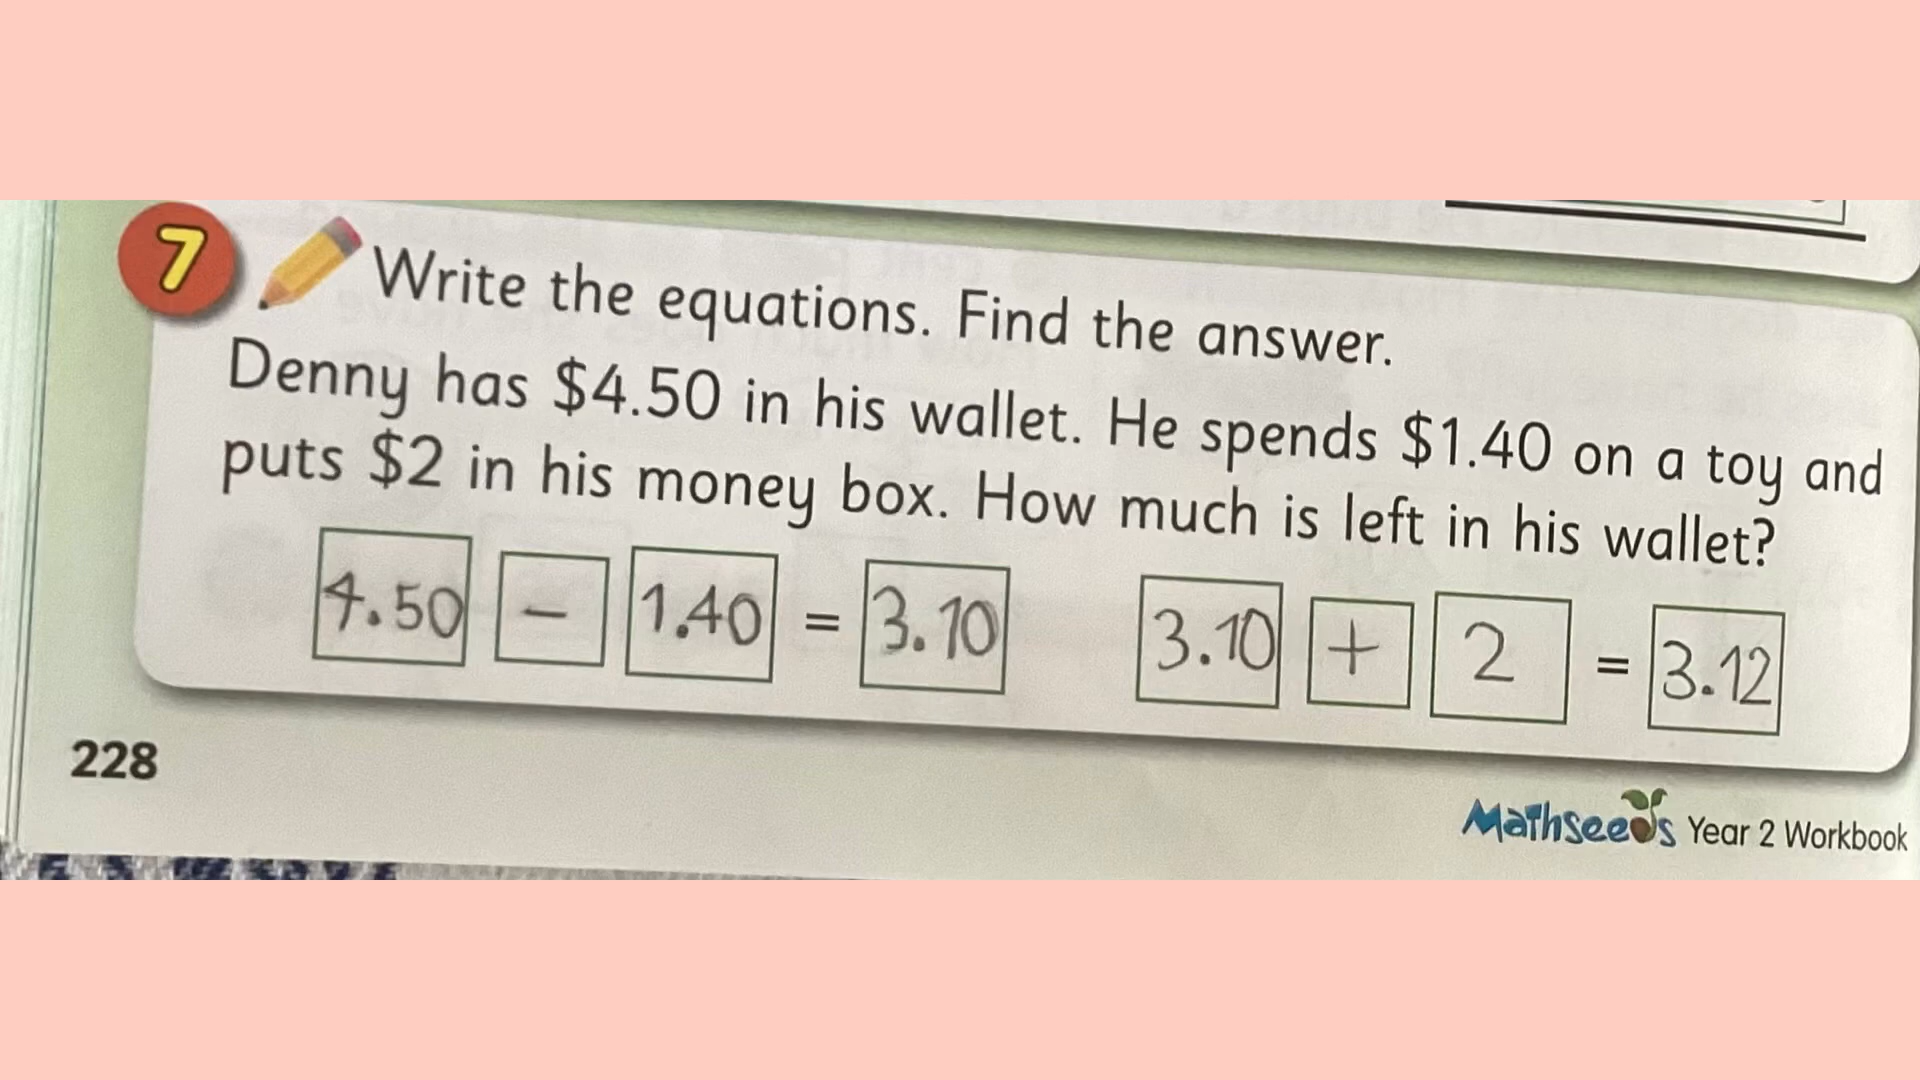 7 Write the equations. Find the answer.
Denny has $4.50 in his wallet. He spends $1.40 on a toy and
puts $2 in his money box. How much is left in his wallet?
4.50 - 1.40 = 3.10 3.10 + 2 = 3.12
228
Mathseeds Year 2 Workbook